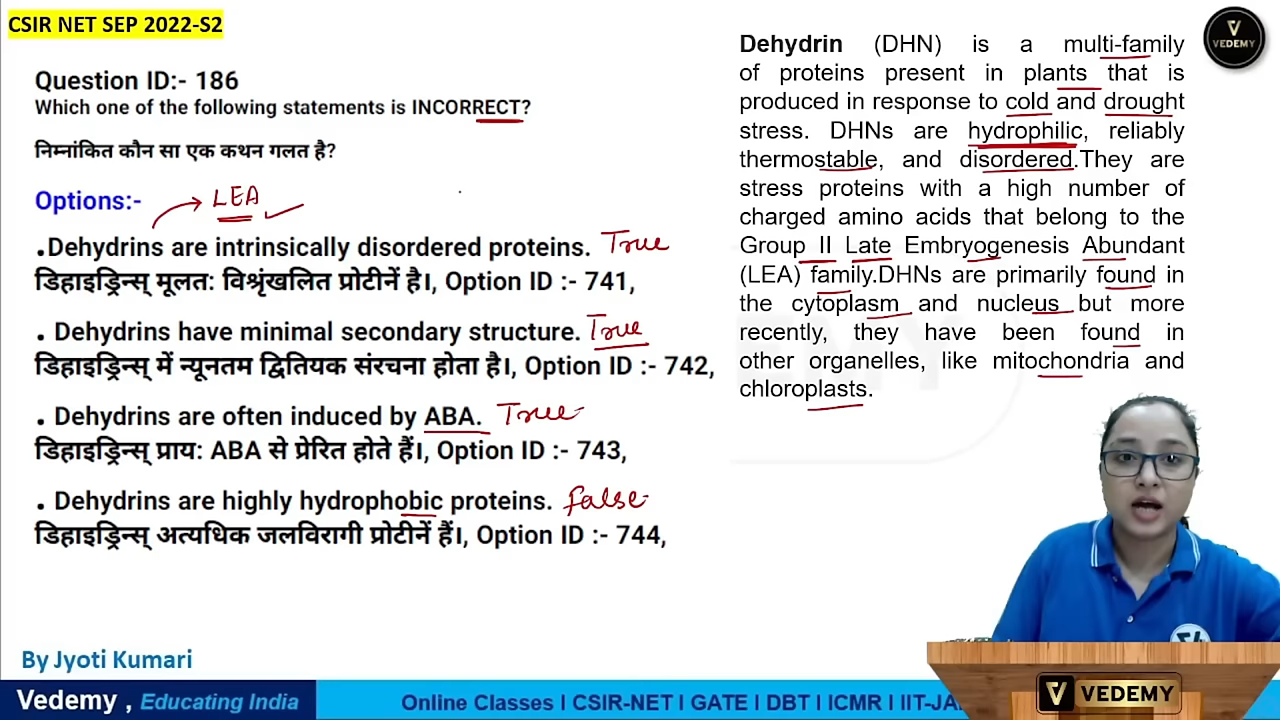 CSIR NET SEP 2022-S2
Question ID:- 186
Which one of the following statements is INCORRECT?
निम्नांकित कौन सा एक कथन गलत है?
Options:-
LEA
.Dehydrins are intrinsically disordered proteins. True
डिहाइड्रिन्स् मूलत: विश्रृंखलित प्रोटीनें है।, Option ID :- 741,
. Dehydrins have minimal secondary structure. True
डिहाइड्रिन्स् में न्यूनतम द्वितियक संरचना होता है।, Option ID :- 742,
. Dehydrins are often induced by ABA. True
डिहाइड्रिन्स् प्राय: ABA से प्रेरित होते हैं।, Option ID :- 743,
. Dehydrins are highly hydrophobic proteins. false
डिहाइड्रिन्स् अत्यधिक जलविरागी प्रोटीनें हैं।, Option ID :- 744,
Dehydrin (DHN) is a multi-family
of proteins present in plants that is
produced in response to cold and drought
stress. DHNs are hydrophilic, reliably
thermostable, and disordered.They are
stress proteins with a high number of
charged amino acids that belong to the
Group II Late Embryogenesis Abundant
(LEA) family.DHNs are primarily found in
the cytoplasm and nucleus but more
recently, they have been found in
other organelles, like mitochondria and
chloroplasts.
VEDEMY
By Jyoti Kumari
VEDEMY
Vedemy , Educating India
Online Classes I CSIR-NET I GATE I DBT I ICMR I IIT-JA